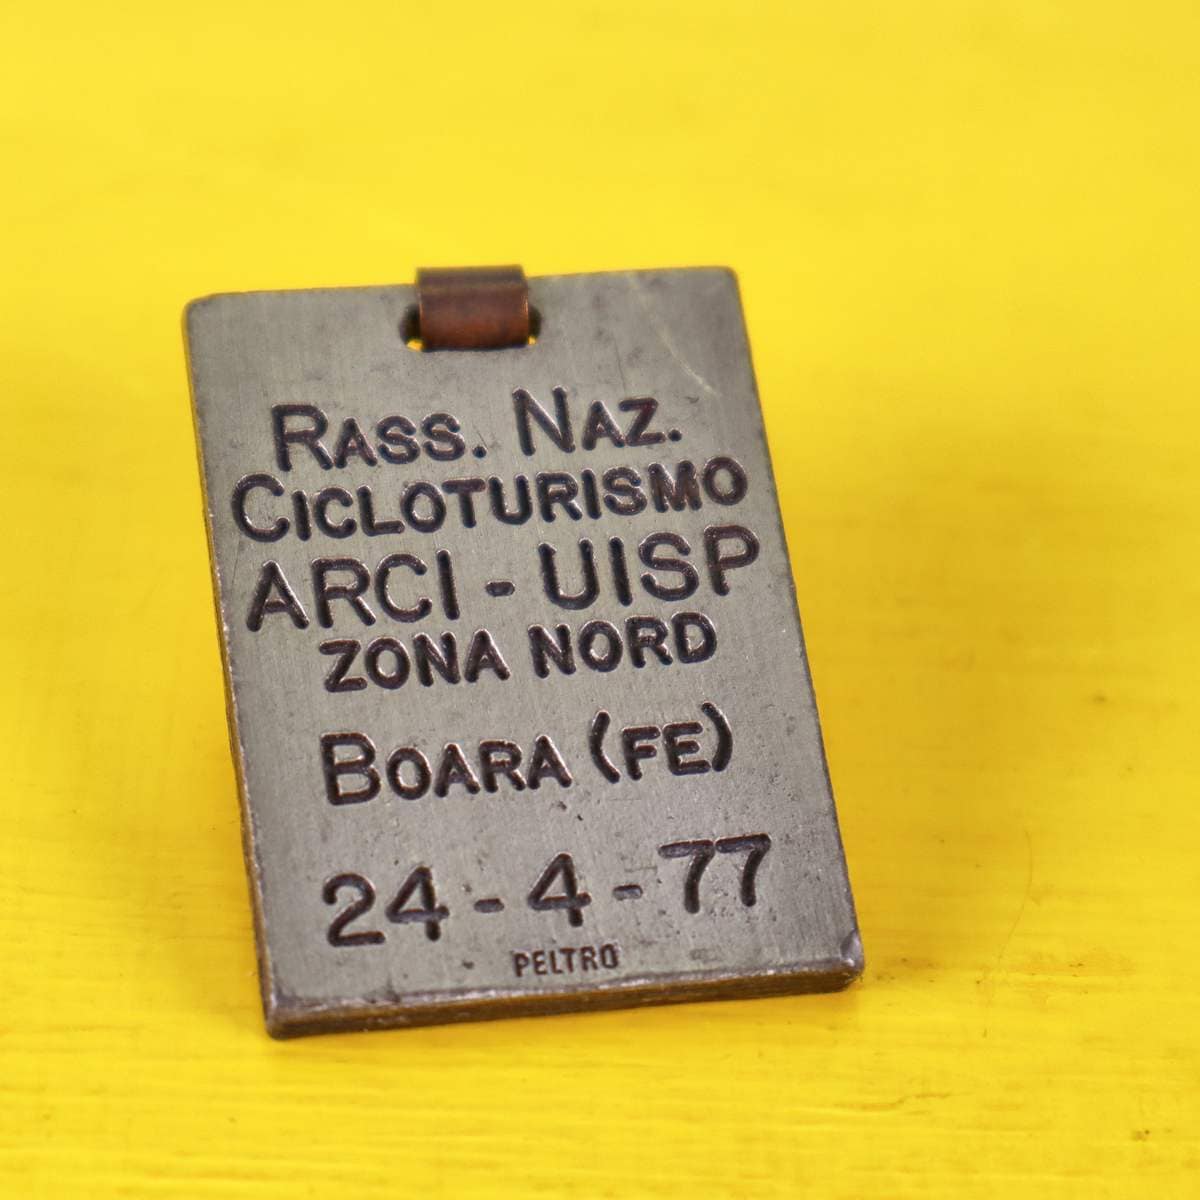 RASS. NAZ.
CICLOTURISMO
ARCI - UISP
ZONA NORD
BOARA (FE)
24 - 4 - 77
PELTRO